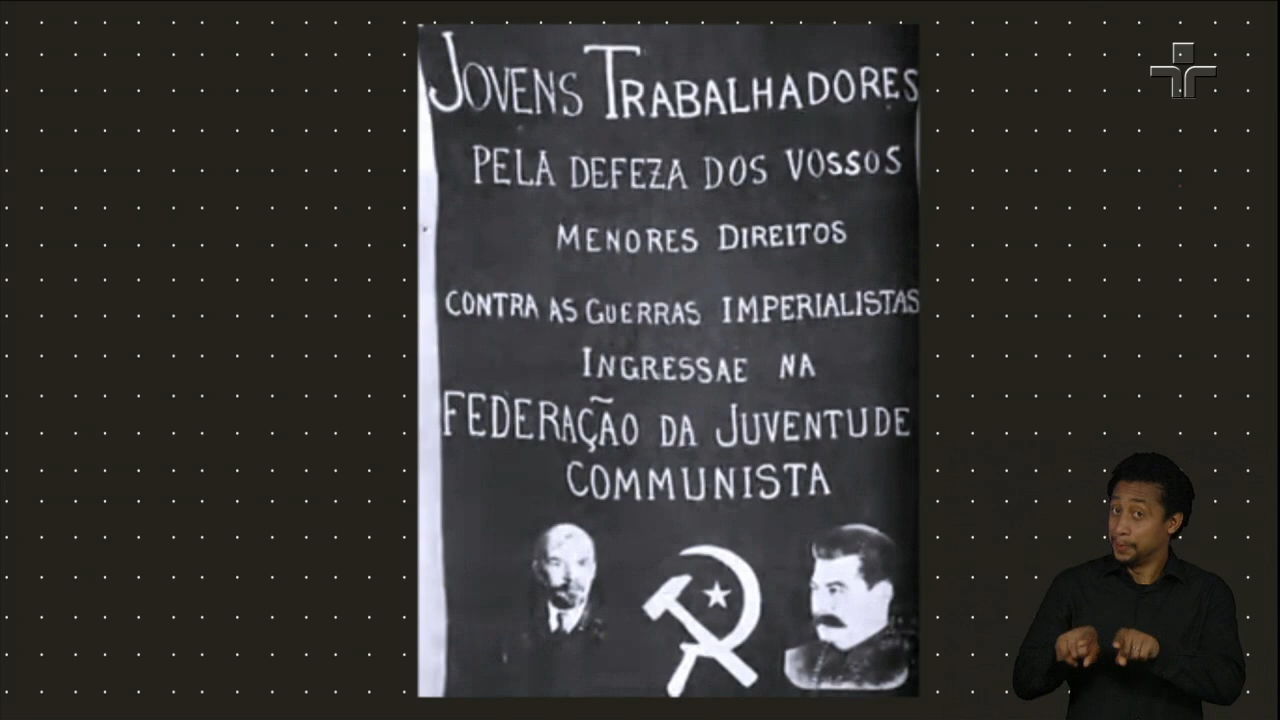 JOVENS TRABALHADORES
PELA DEFEZA DOS VOSSOS
MENORES DIREITOS
CONTRA AS GUERRAS IMPERIALISTAS
INGRESSAE NA
FEDERAÇÃO DA JUVENTUDE
COMMUNISTA